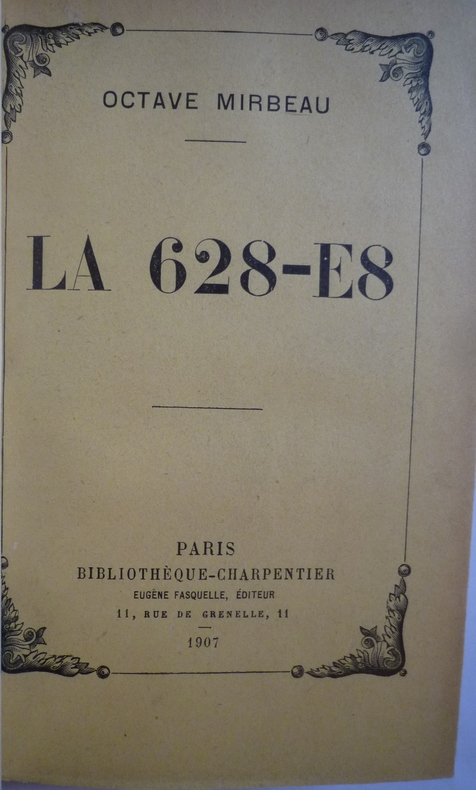 OCTAVE MIRBEAU
LA 628-E8
PARIS
BIBLIOTHÈQUE-CHARPENTIER
EUGÈNE FASQUELLE, ÉDITEUR
11, RUE DE GRENELLE, 11
1907